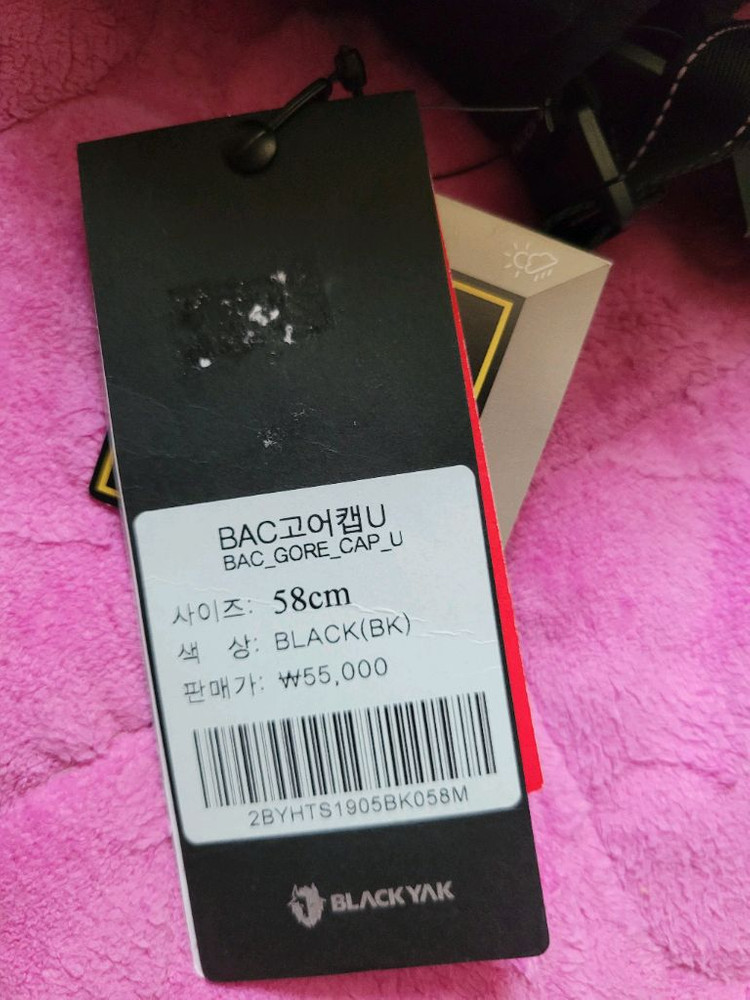 BAC고어캡U
BAC_GORE_CAP_U
사이즈: 58cm
색 상: BLACK(BK)
판매가: ₩55,000
2BYHTS1905BK058M
BLACKYAK